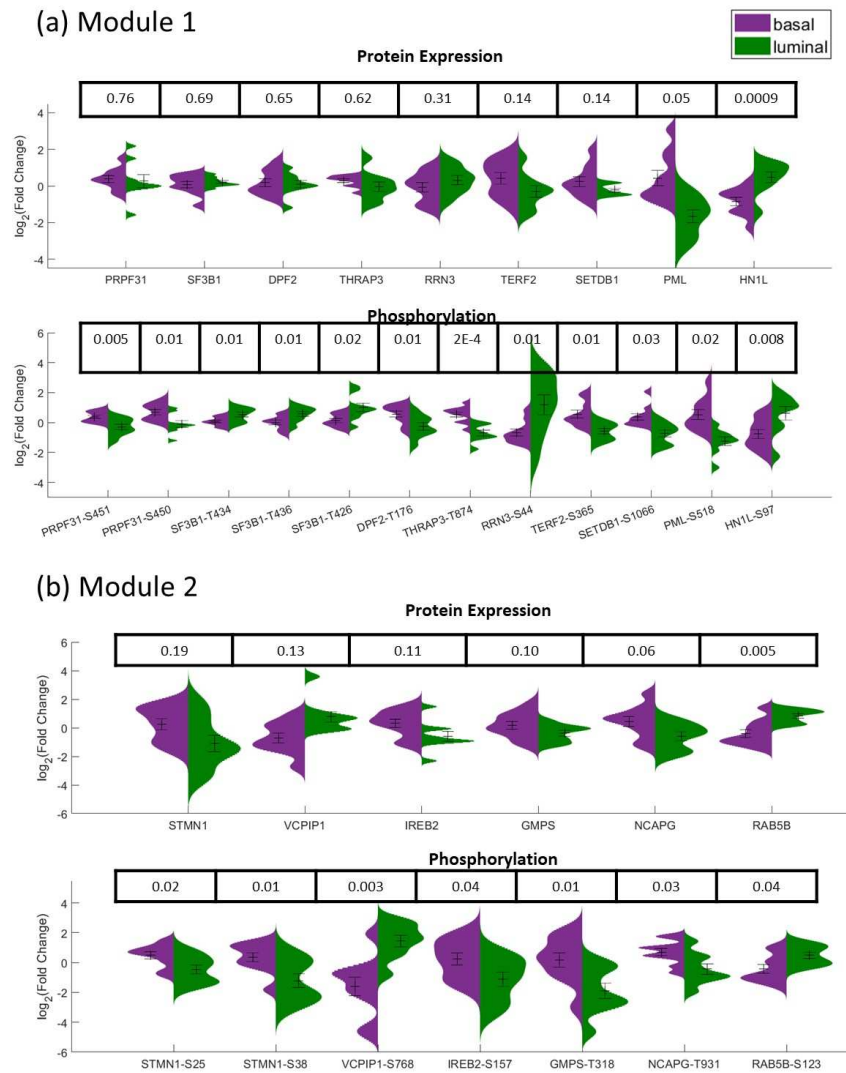 (a) Module 1
basal
luminal
Protein Expression
0.76 0.69 0.65 0.62 0.31 0.14 0.14 0.05 0.0009
4
2
0
-2
-4
log2(Fold Change)
PRPF31 SF3B1 DPF2 THRAP3 RRN3 TERF2 SETDB1 PML HN1L
Phosphorylation
0.005 0.01 0.01 0.01 0.02 0.01 2E-4 0.01 0.01 0.03 0.02 0.008
6
4
2
0
-2
-4
log2(Fold Change)
PRPF31-S451 PRPF31-S450 SF3B1-T434 SF3B1-T436 SF3B1-T426 DPF2-T176 THRAP3-T874 RRN3-S44 TERF2-S365 SETDB1-S1066 PML-S518 HN1L-S97
(b) Module 2
Protein Expression
0.19 0.13 0.11 0.10 0.06 0.005
6
4
2
0
-2
-4
-6
log2(Fold Change)
STMN1 VCPIP1 IREB2 GMPS NCAPG RAB5B
Phosphorylation
0.02 0.01 0.003 0.04 0.01 0.03 0.04
4
2
0
-2
-4
-6
log2(Fold Change)
STMN1-S25 STMN1-S38 VCPIP1-S768 IREB2-S157 GMPS-T318 NCAPG-T931 RAB5B-S123